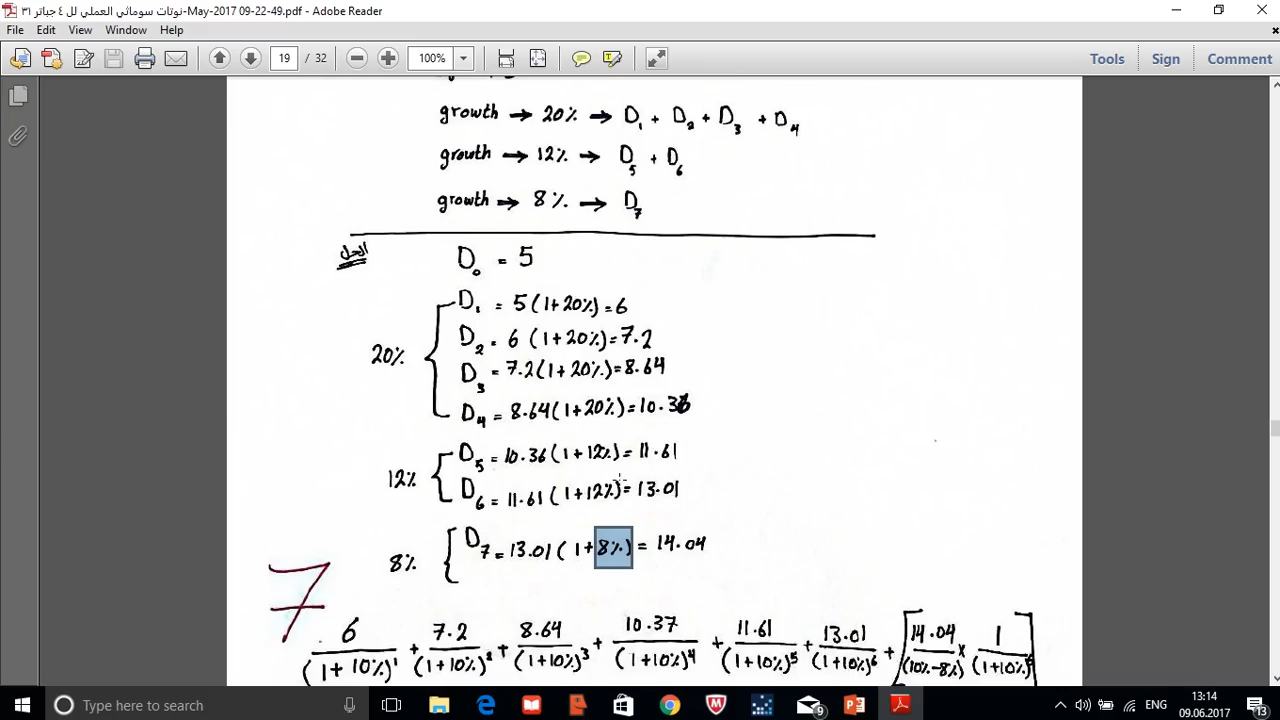 نوتات سوماثي العملي لل ٤ جباتر ٣١-May-2017 09-22-49.pdf - Adobe Reader
File Edit View Window Help
19 / 32 100% Tools Sign Comment
growth → 20% → D1 + D2 + D3 + D4
growth → 12% → D5 + D6
growth → 8% → D7
الحل D0 = 5
D1 = 5(1+20%)=6
D2 = 6 (1+20%)=7.2
20%
D3 = 7.2(1+20%)=8.64
D4 = 8.64(1+20%)=10.36
D5 = 10.36(1+12%)=11.61
12%
D6 = 11.61(1+12%)=13.01
8% D7 = 13.01(1+8%) = 14.04
7
6/(1+10%)^1 + 7.2/(1+10%)^2 + 8.64/(1+10%)^3 + 10.37/(1+10%)^4 + 11.61/(1+10%)^5 + 13.01/(1+10%)^6 + [14.04/(10%-8%) × 1/(1+10%)]
Type here to search 9 ENG 13:14 09.06.2017 13